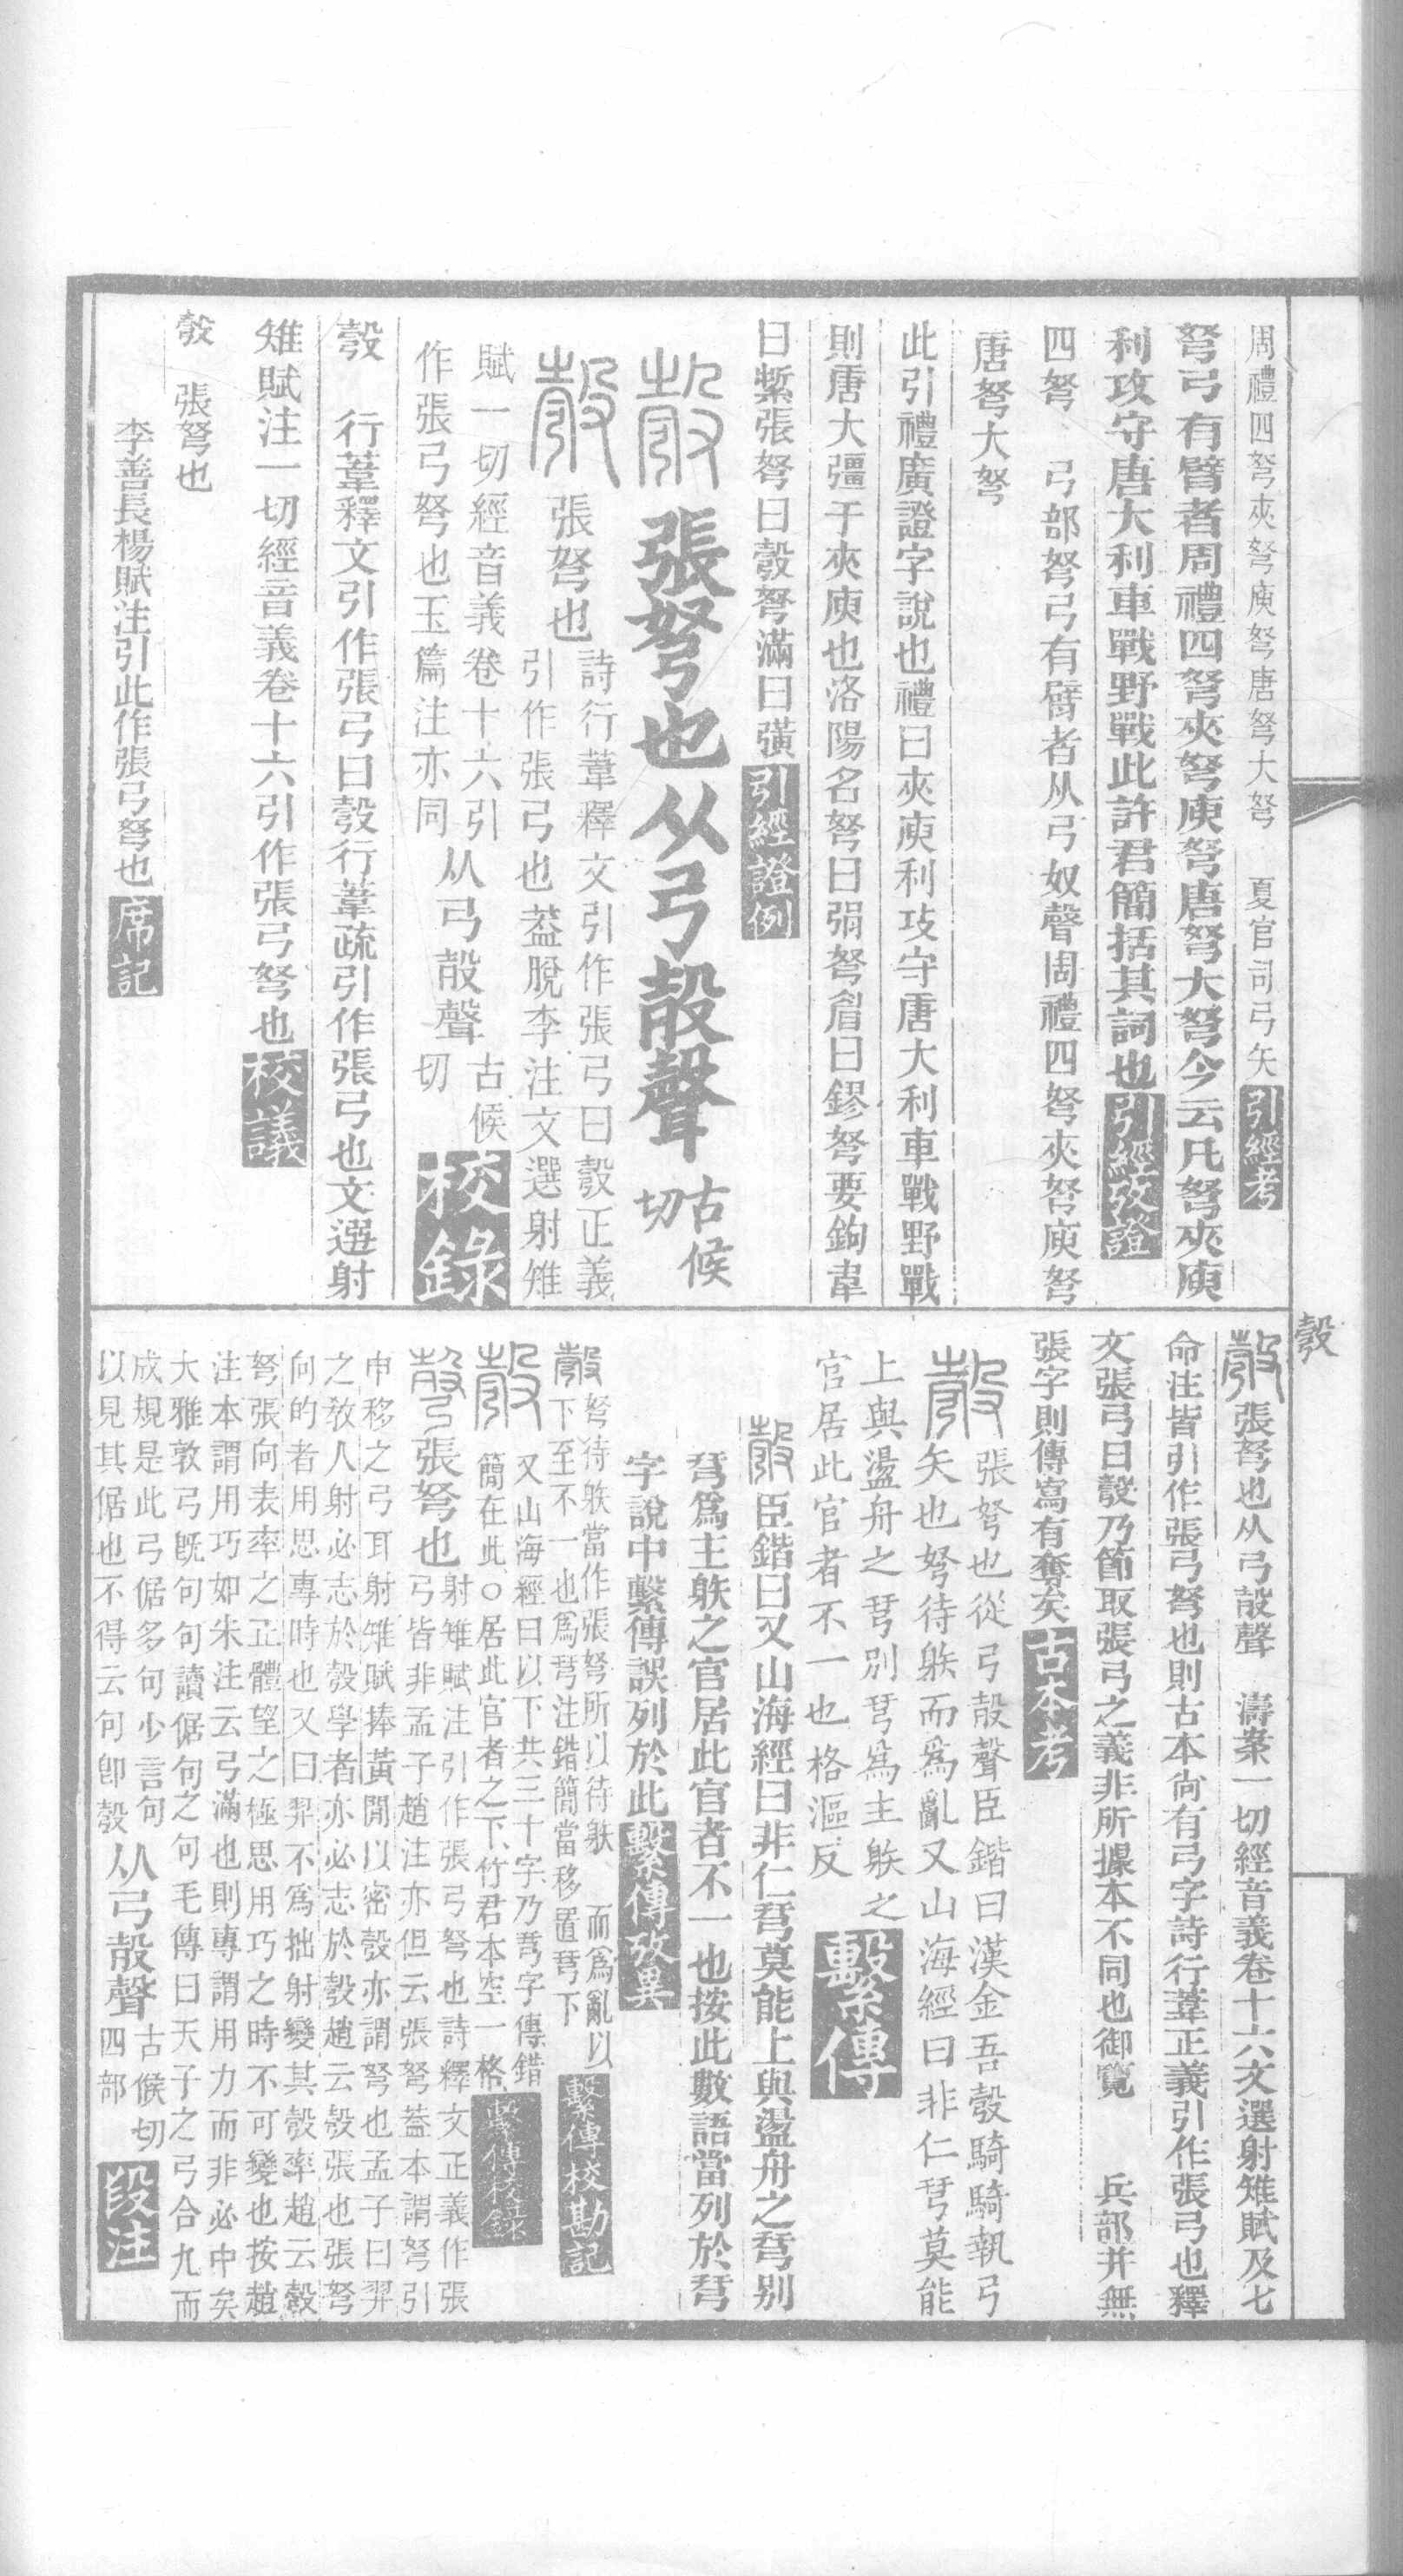 周禮四弩夾弩庾弩唐弩大弩　夏官司弓矢引經考
弩弓有臂者周禮四弩夾弩庾弩唐弩大弩今云凡弩夾庾
利攻守唐大利車戰野戰此許君簡括其詞也引經攷證
四弩　弓部弩弓有臂者从弓奴聲周禮四弩夾弩庾弩
唐弩大弩
此引禮廣證字說也禮曰夾庾利攻守唐大利車戰野戰
則唐大彊于夾庾也洛陽名弩曰弲弩眉曰鏐弩要鉤韋
曰䩢張弩曰彀弩滿曰彉引經證例
彀張弩也从弓㱿聲古候切
彀張弩也詩行葦釋文引作張弓曰彀正義
引作張弓也葢脫李注文選射雉
賦一切經音義卷十六引
作張弓弩也玉篇注亦同从弓㱿聲古候切校錄
彀　行葦釋文引作張弓曰彀行葦疏引作張弓也文選射
雉賦注一切經音義卷十六引作張弓弩也校議
彀　張弩也
李善長楊賦注引此作張弓弩也席記
彀
彀張弩也从弓㱿聲　濤案一切經音義卷十六文選射雉賦及七
命注皆引作張弓弩也則古本尙有弓字詩行葦正義引作張弓也釋
文張弓曰彀乃節取張弓之義非所據本不同也御覽　兵部并無
張字則傳寫有奪矣古本考
彀張弩也從弓㱿聲臣鍇曰漢金吾彀騎騎執弓
矢也弩待躲而爲亂又山海經曰非仁羿莫能
上與盪舟之羿別羿爲主躲之
官居此官者不一也格漚反繫傳
彀臣鍇曰又山海經曰非仁羿莫能上與盪舟之羿別
羿爲主躲之官居此官者不一也按此數語當列於羿
字說中繫傳誤列於此繫傳攷異
彀弩待躲當作張弩所以待躲　而爲亂以
下至不一也爲羿注錯簡當移置羿下繫傳校勘記
彀又山海經曰以下共三十字乃羿字傳錯
簡在此〇居此官者之下竹君本空一格繫傳校錄
彀張弩也射雉賦注引作張弓弩也詩釋文正義作張
弓皆非孟子趙注亦但云張弩葢本謂弩引
申移之弓耳射雉賦捧黃閒以密彀亦謂弩也孟子曰羿
之敎人射必志於彀學者亦必志於彀趙云彀張也張弩
向的者用思專時也又曰羿不爲拙射變其彀率趙云彀
弩張向表率之正體望之極思用巧之時不可變也按趙
注本謂用巧如朱注云弓滿也則專謂用力而非必中矣
大雅敦弓旣句句讀倨句之句毛傳曰天子之弓合九而
成規是此弓倨多句少言句
以見其倨也不得云句卽彀从弓㱿聲古候切四部段注